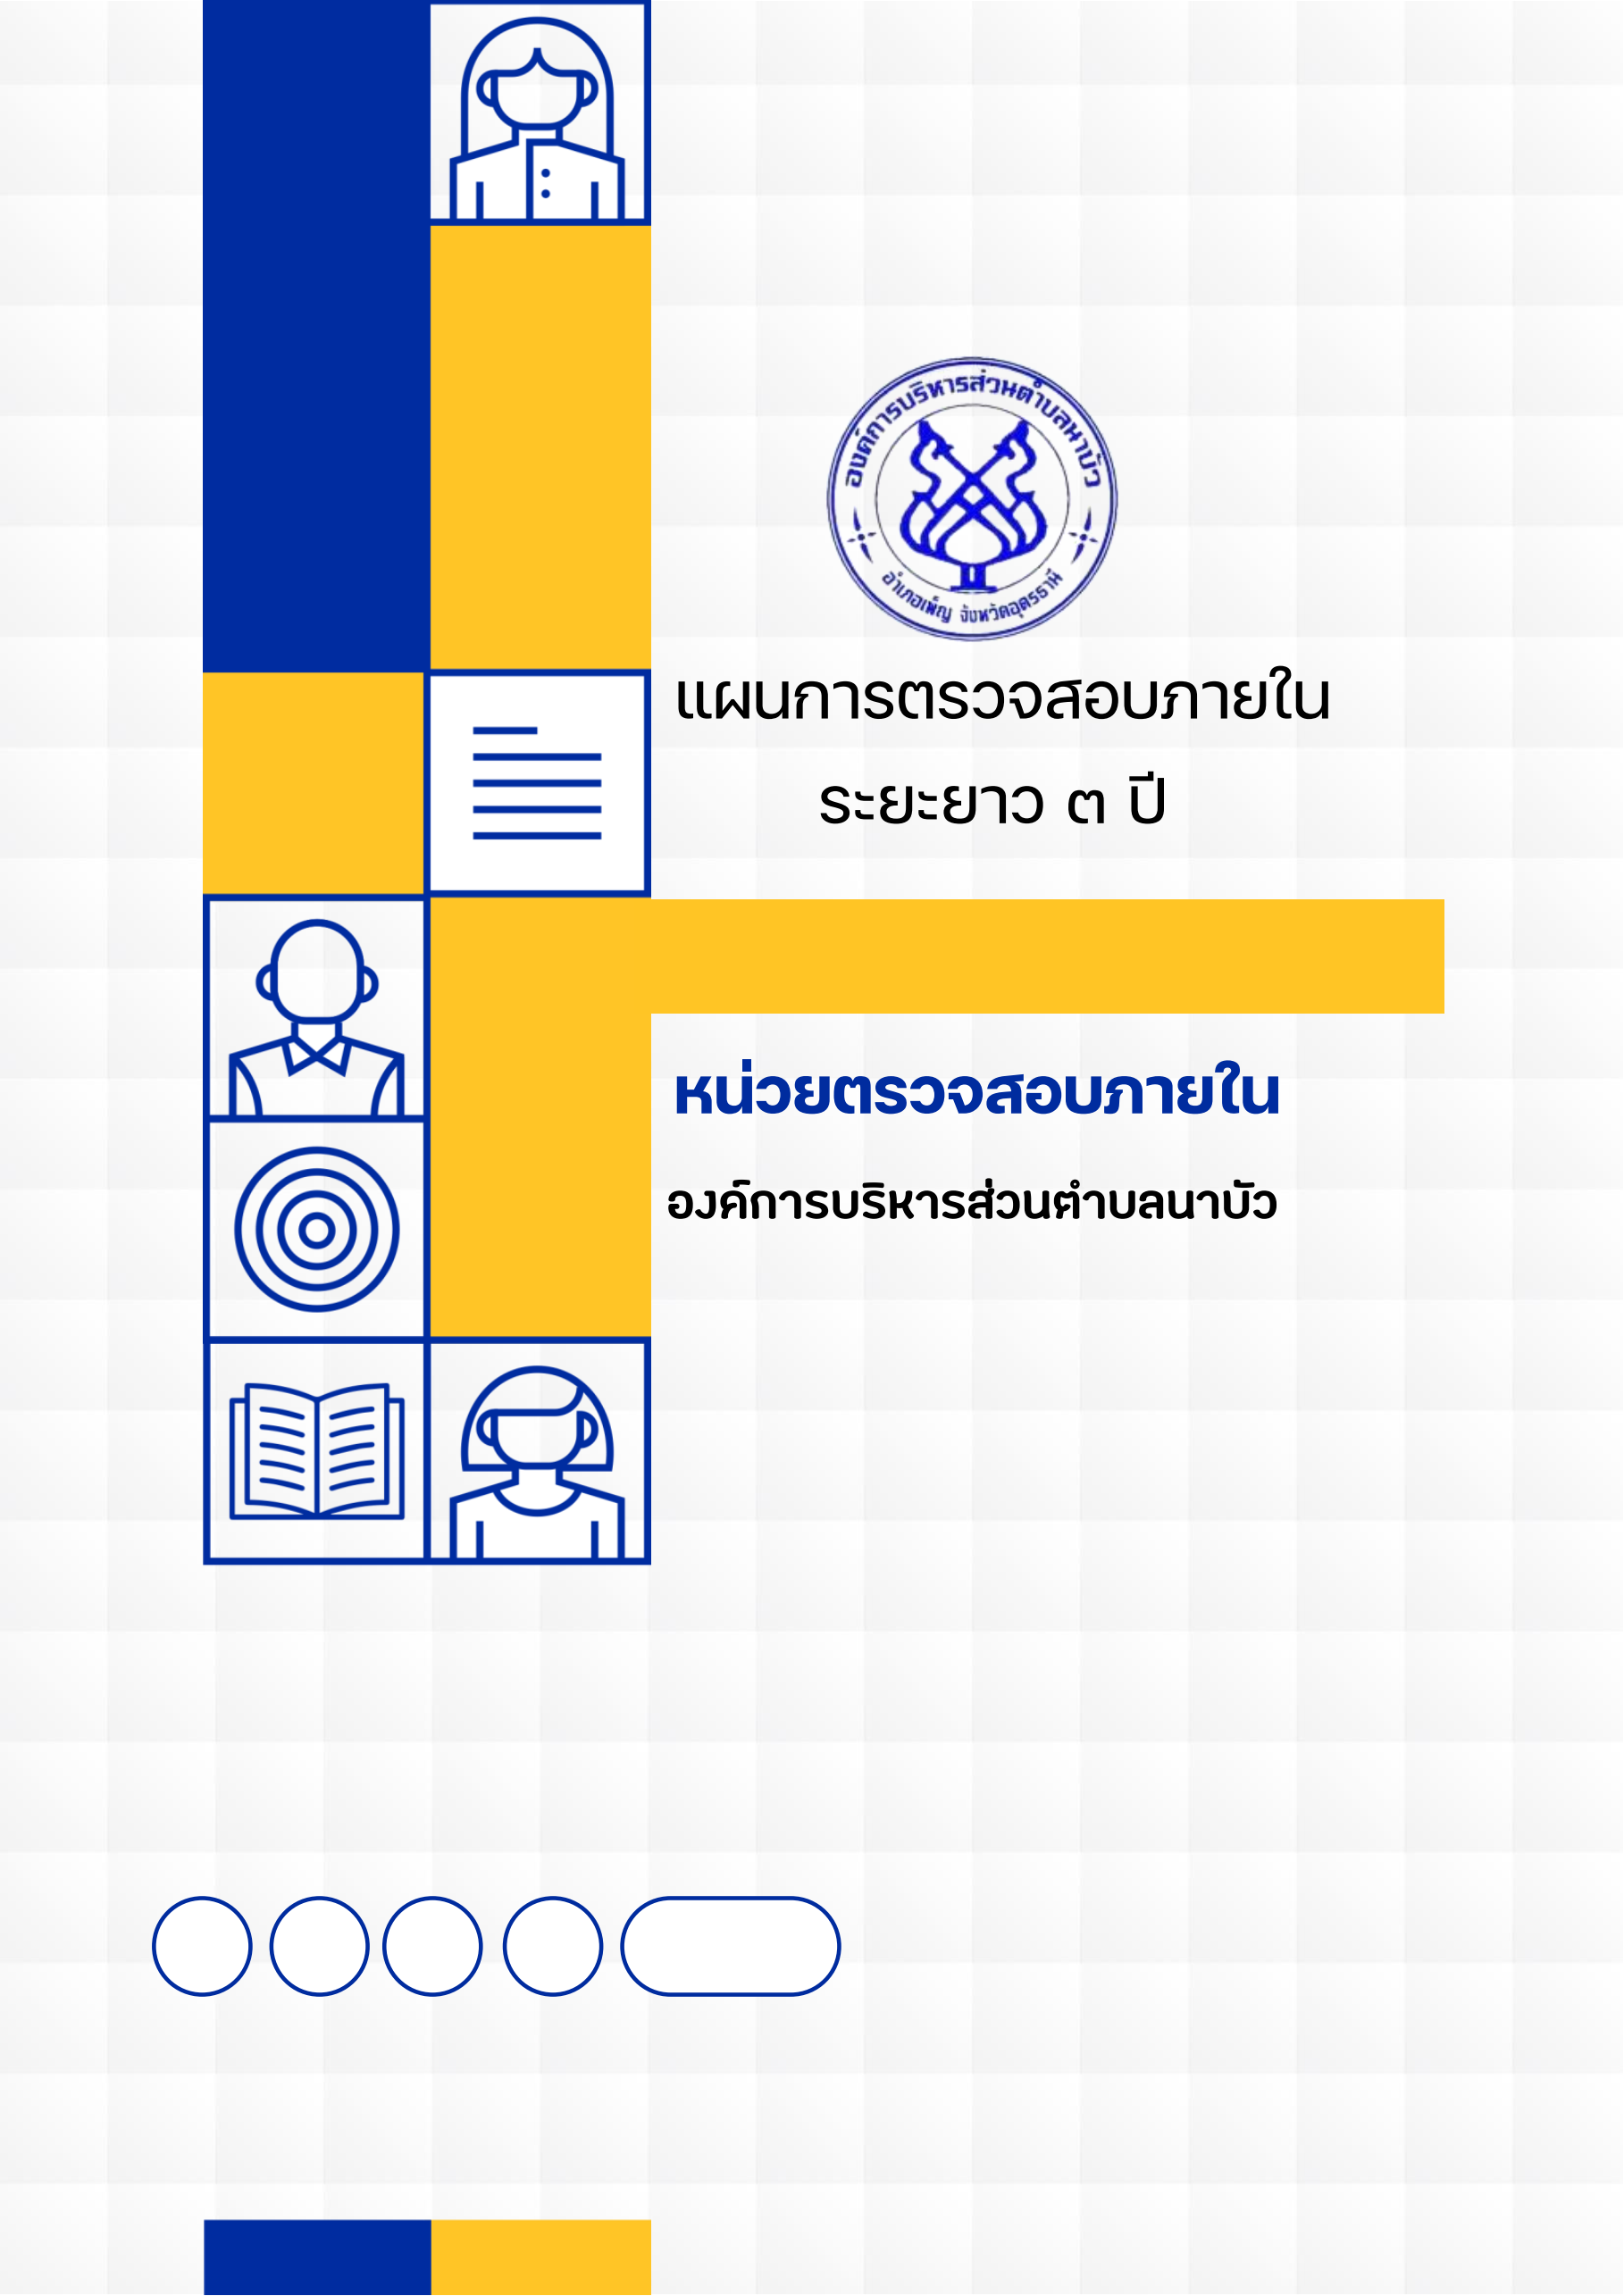 องค์การบริหารส่วนตำบลนาบัว
อำเภอเพ็ญ จังหวัดอุดรธานี
แผนการตรวจสอบภายใน
ระยะยาว ๓ ปี
หน่วยตรวจสอบภายใน
องค์การบริหารส่วนตำบลนาบัว